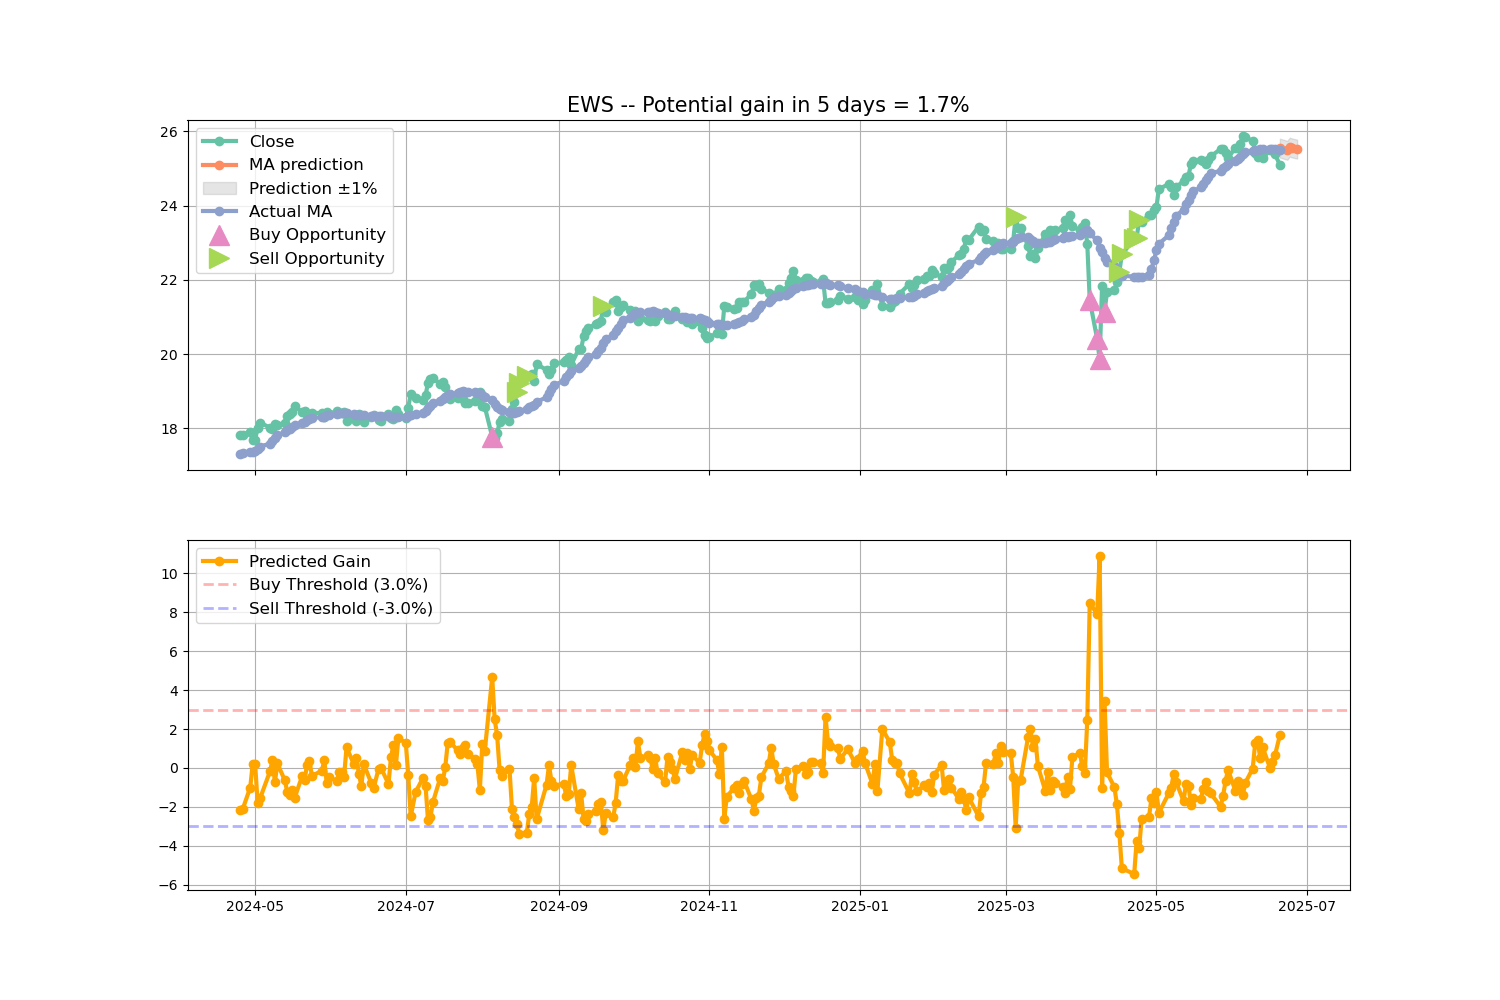 EWS -- Potential gain in 5 days = 1.7%
26
24
22
20
18
Close
MA prediction
Prediction ±1%
Actual MA
Buy Opportunity
Sell Opportunity
10
8
6
4
2
0
−2
−4
−6
Predicted Gain
Buy Threshold (3.0%)
Sell Threshold (-3.0%)
2024-05 2024-07 2024-09 2024-11 2025-01 2025-03 2025-05 2025-07